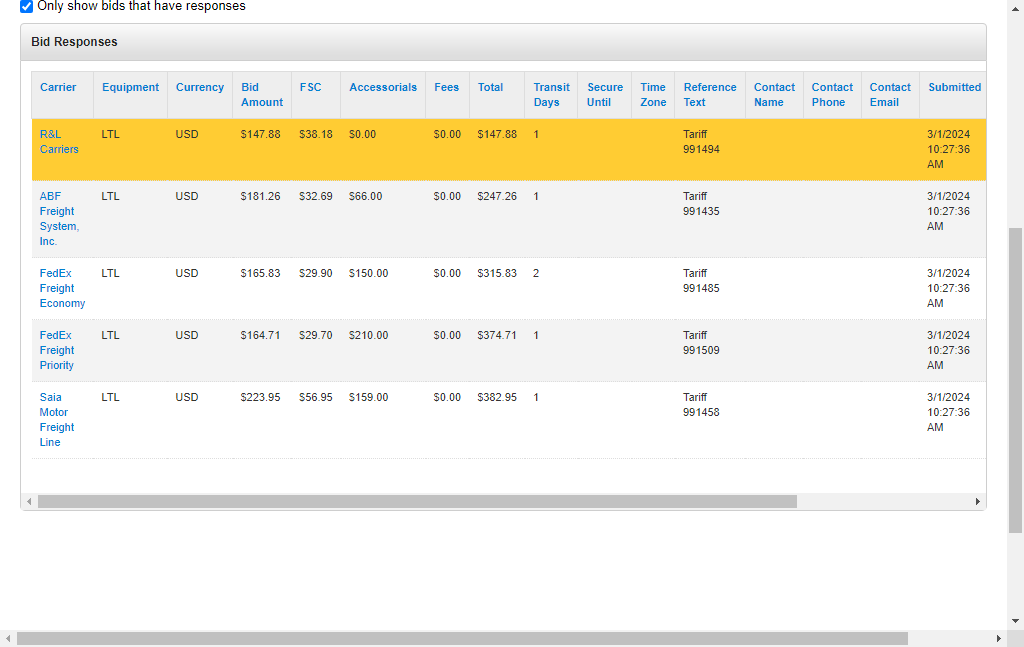 Only show bids that have responses
Bid Responses
Carrier Equipment Currency Bid Amount FSC Accessorials Fees Total Transit Days Secure Until Time Zone Reference Text Contact Name Contact Phone Contact Email Submitted
R&L Carriers LTL USD $147.88 $38.18 $0.00 $0.00 $147.88 1 Tariff 991494 3/1/2024 10:27:36 AM
ABF Freight System, Inc. LTL USD $181.26 $32.69 $66.00 $0.00 $247.26 1 Tariff 991435 3/1/2024 10:27:36 AM
FedEx Freight Economy LTL USD $165.83 $29.90 $150.00 $0.00 $315.83 2 Tariff 991485 3/1/2024 10:27:36 AM
FedEx Freight Priority LTL USD $164.71 $29.70 $210.00 $0.00 $374.71 1 Tariff 991509 3/1/2024 10:27:36 AM
Saia Motor Freight Line LTL USD $223.95 $56.95 $159.00 $0.00 $382.95 1 Tariff 991458 3/1/2024 10:27:36 AM